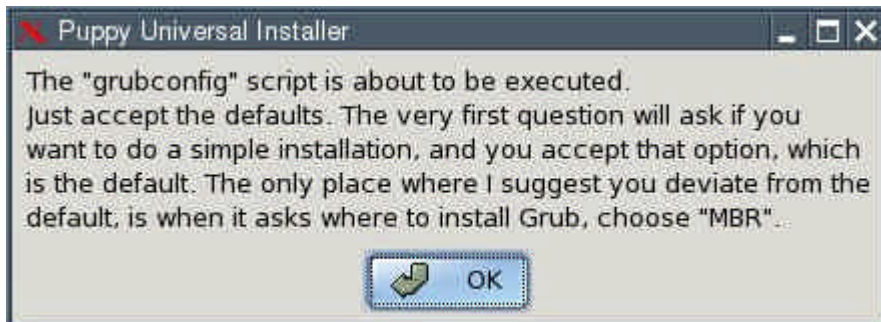 Puppy Universal Installer
The "grubconfig" script is about to be executed.
Just accept the defaults. The very first question will ask if you
want to do a simple installation, and you accept that option, which
is the default. The only place where I suggest you deviate from the
default, is when it asks where to install Grub, choose "MBR".
OK